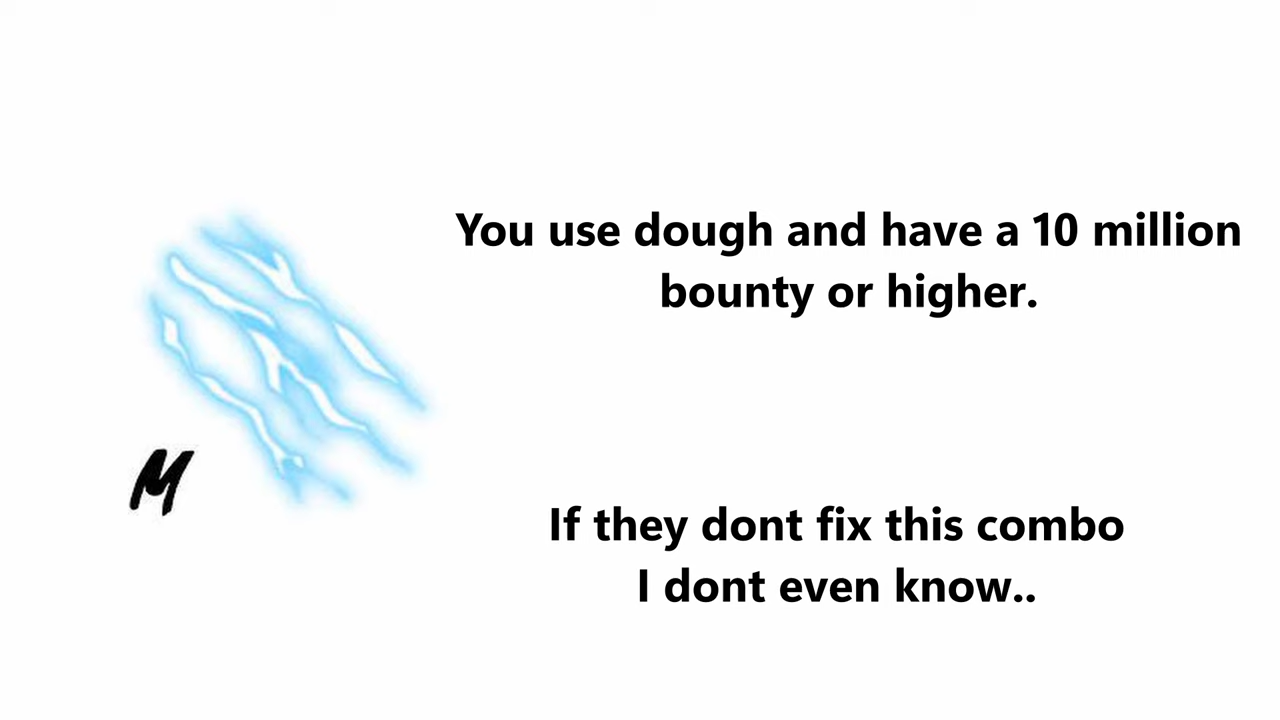 You use dough and have a 10 million
bounty or higher.
M
If they dont fix this combo
I dont even know..